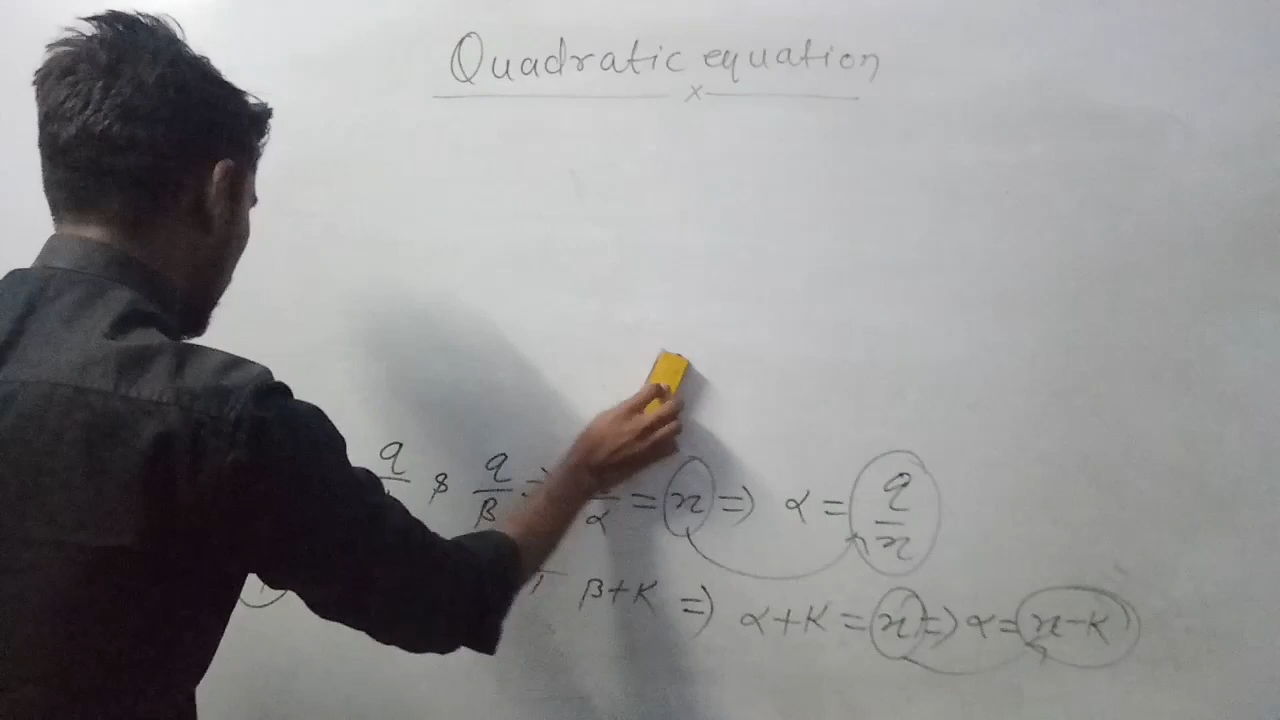 Quadratic equation
x
q/ $ q/β = /α = x => α = q/x
β+K => α+K = x => α = x-K